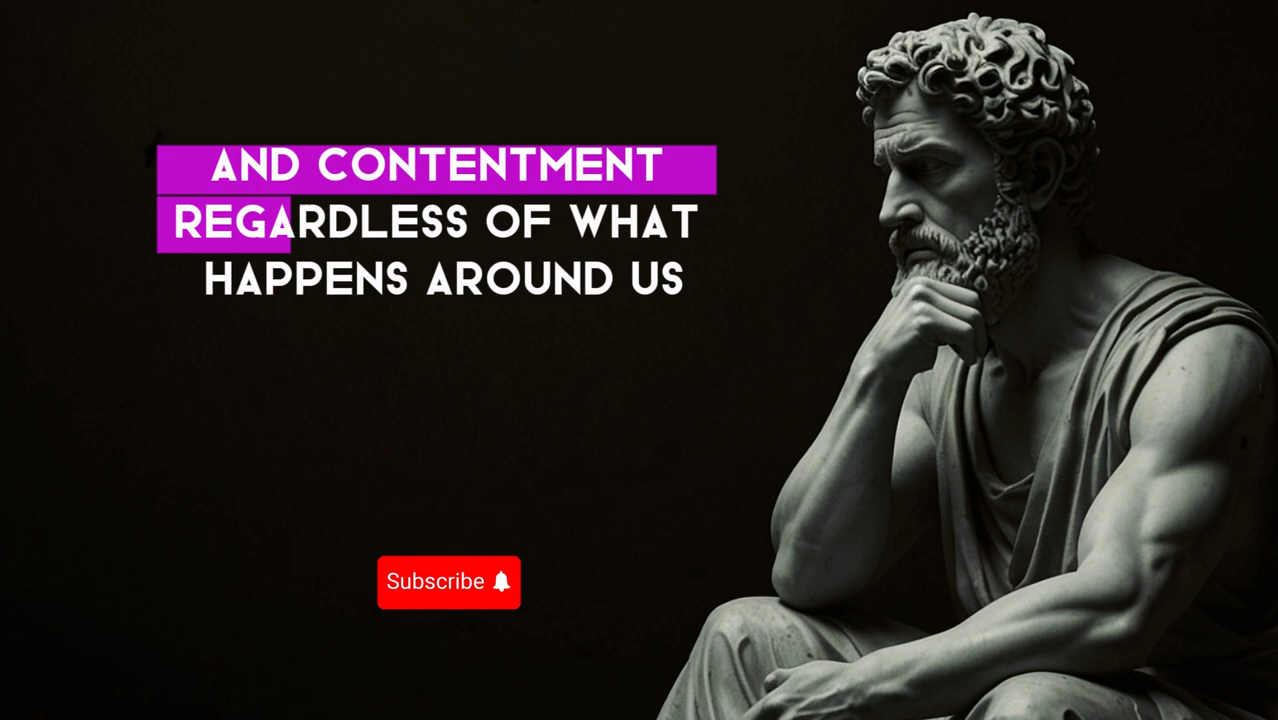 AND CONTENTMENT
REGARDLESS OF WHAT
HAPPENS AROUND US
Subscribe